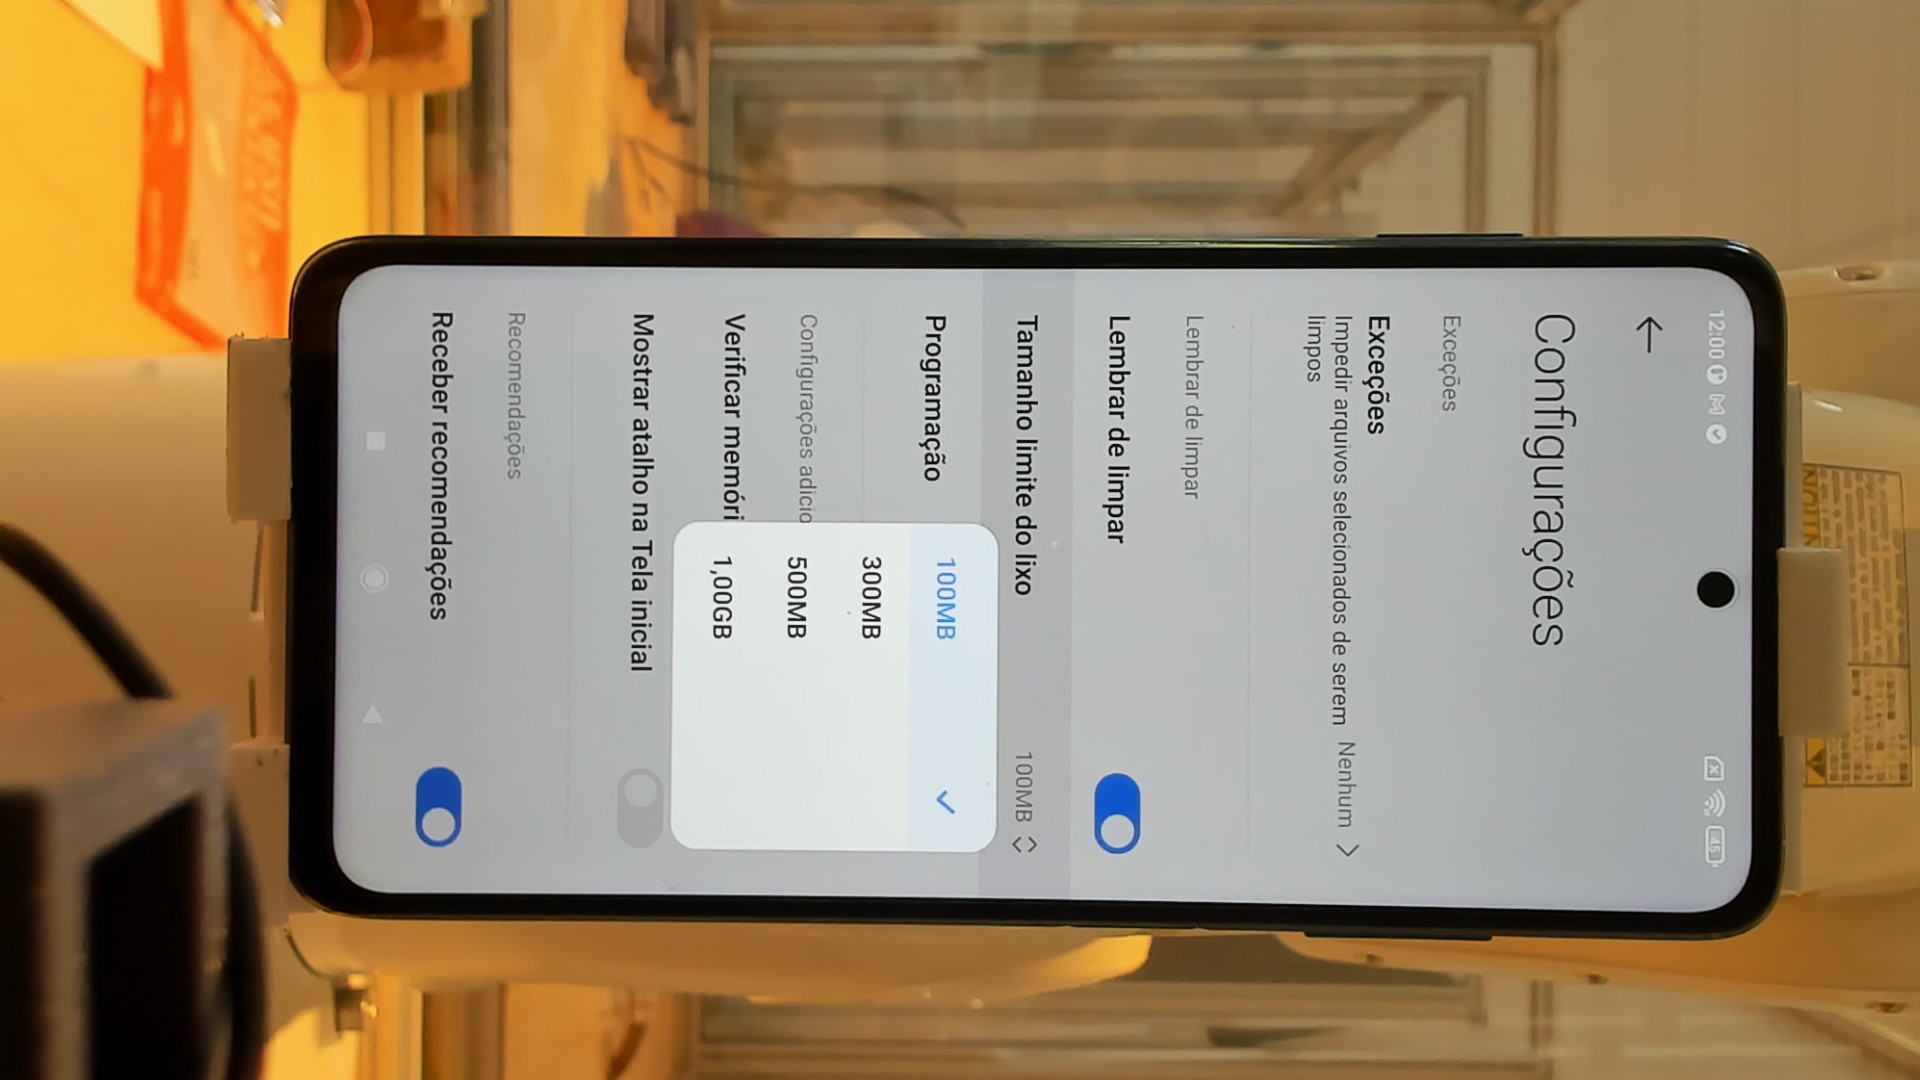 12:00
45
Configurações
Exceções
Exceções
Impedir arquivos selecionados de serem
limpos
Nenhum
Lembrar de limpar
Lembrar de limpar
Tamanho limite do lixo
100MB
Programação
100MB
300MB
500MB
1,00GB
Configurações adicio
Verificar memóri
Mostrar atalho na Tela inicial
Recomendações
Receber recomendações